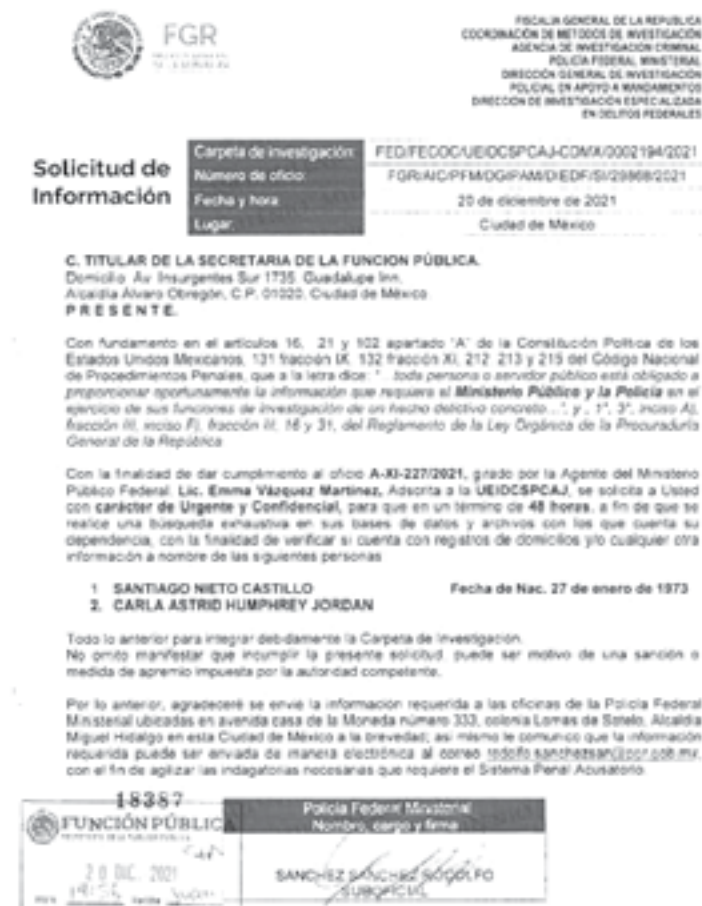 FGR
FISCALÍA GENERAL DE LA REPÚBLICA
COORDINACIÓN DE MÉTODOS DE INVESTIGACIÓN
AGENCIA DE INVESTIGACIÓN CRIMINAL
POLICÍA FEDERAL MINISTERIAL
DIRECCIÓN GENERAL DE INVESTIGACIÓN
POLICIAL EN APOYO A MANDAMIENTOS
DIRECCIÓN DE INVESTIGACIÓN ESPECIALIZADA
EN DELITOS FEDERALES
Solicitud de
Información
Carpeta de investigación: FED/FECOC/UEIDCSPCAJ-CDMX/0002194/2021
Número de oficio: FGR/AIC/PFM/DGIPAM/DIEDF/SI/29868/2021
Fecha y hora 20 de diciembre de 2021
Lugar: Ciudad de México
C. TITULAR DE LA SECRETARIA DE LA FUNCION PÚBLICA.
Domicilio Av. Insurgentes Sur 1735 Guadalupe Inn,
Alcaldía Álvaro Obregón, C.P. 01020, Ciudad de México
P R E S E N T E.
Con fundamento en el artículos 16, 21 y 102 apartado "A" de la Constitución Política de los
Estados Unidos Mexicanos, 131 fracción IX, 132 fracción XI, 212 213 y 215 del Código Nacional
de Procedimientos Penales, que a la letra dice: "...toda persona o servidor público está obligado a
proporcionar oportunamente la información que requiera el Ministerio Público y la Policía en el
ejercicio de sus funciones de investigación de un hecho delictivo concreto...", y , 1°, 3°, inciso A),
fracción III, inciso F), fracción II, 16 y 31, del Reglamento de la Ley Orgánica de la Procuraduría
General de la República
Con la finalidad de dar cumplimiento al oficio A-XI-227/2021, girado por la Agente del Ministerio
Público Federal, Lic. Emma Vázquez Martínez, Adscrita a la UEIDCSPCAJ, se solicita a Usted
con carácter de Urgente y Confidencial, para que en un término de 48 horas, a fin de que se
realice una búsqueda exhaustiva en sus bases de datos y archivos con los que cuenta su
dependencia, con la finalidad de verificar si cuenta con registros de domicilios y/o cualquier otra
información a nombre de las siguientes personas
1 SANTIAGO NIETO CASTILLO Fecha de Nac. 27 de enero de 1973
2. CARLA ASTRID HUMPHREY JORDAN
Todo lo anterior para integrar debidamente la Carpeta de Investigación.
No omito manifestar que incumplir la presente solicitud, puede ser motivo de una sanción o
medida de apremio impuesta por la autoridad competente.
Por lo anterior, agradeceré se envíe la información requerida a las oficinas de la Policía Federal
Ministerial ubicadas en avenida casa de la Moneda número 333, colonia Lomas de Sotelo, Alcaldía
Miguel Hidalgo en esta Ciudad de México a la brevedad; así mismo le comunico que la información
requerida puede ser enviada de manera electrónica al correo rodolfo.sanchezsan@pgr.gob.mx,
con el fin de agilizar las indagatorias necesarias que requiere el Sistema Penal Acusatorio
18387
FUNCIÓN PÚBLICA
20 DIC. 2021
Policía Federal Ministerial
Nombre, cargo y firma
SANCHEZ SANCHEZ RODOLFO
SUBOFICIAL